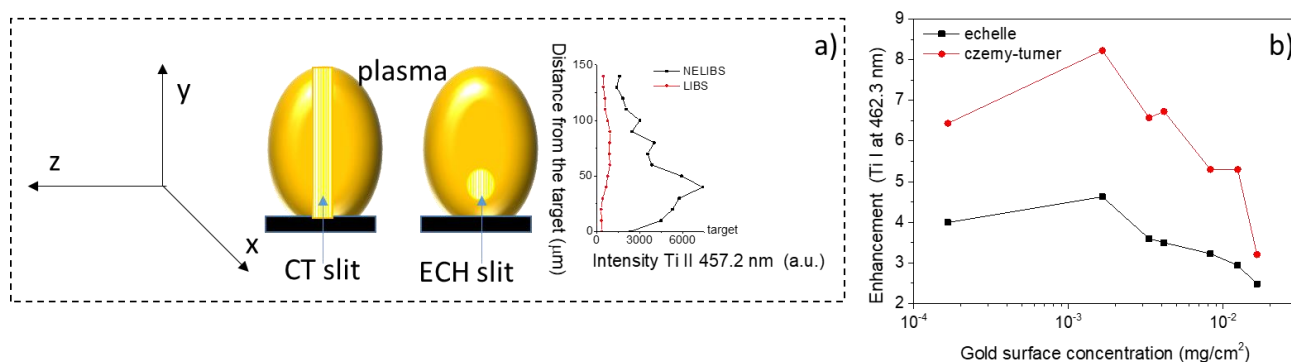 a)
y
z
x
plasma
CT slit
ECH slit
Distance from the target (μm)
150
100
50
0
NELIBS
LIBS
target
0 3000 6000
Intensity Ti II 457.2 nm (a.u.)
b)
Enhancement (Ti I at 462.3 nm)
9
8
7
6
5
4
3
2
echelle
czerny-turner
10-4 10-3 10-2
Gold surface concentration (mg/cm2)